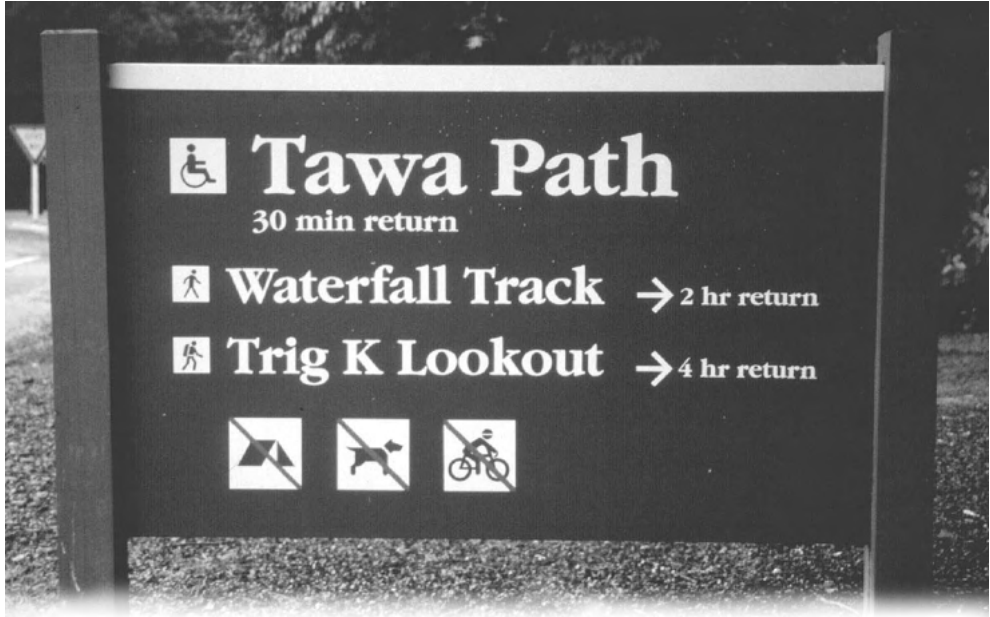 Tawa Path
30 min return
Waterfall Track → 2 hr return
Trig K Lookout → 4 hr return